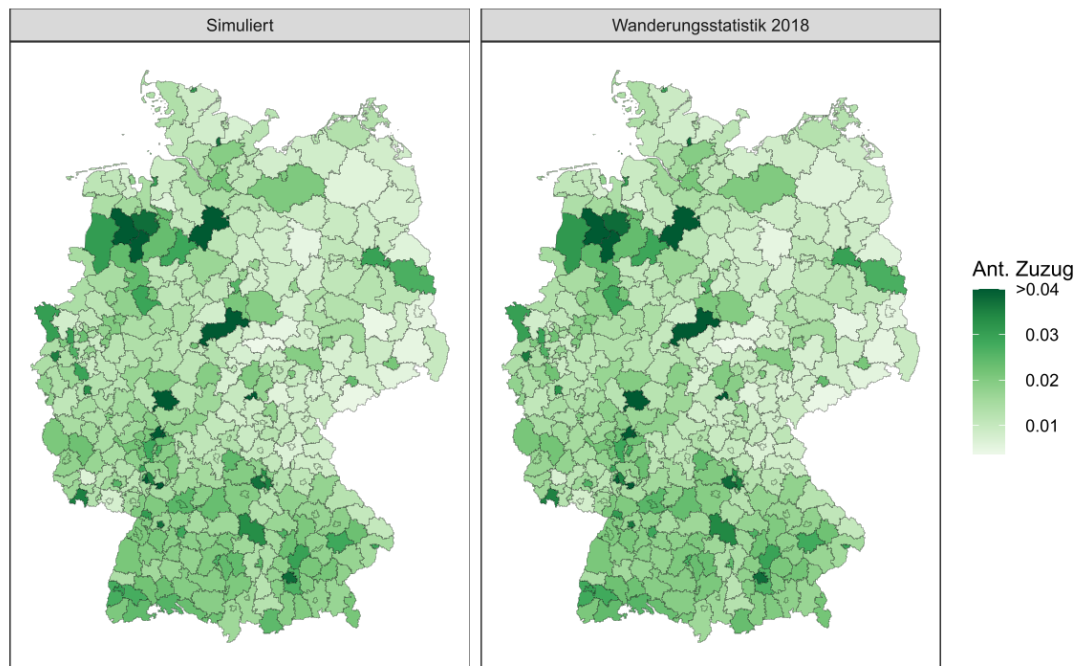 Simuliert
Wanderungsstatistik 2018
Ant. Zuzug
>0.04
0.03
0.02
0.01